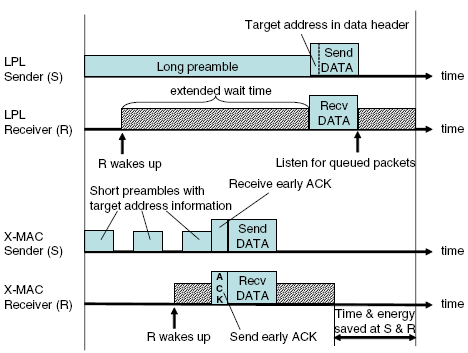 Target address in data header
LPL
Sender (S)
Long preamble
Send
DATA
time
extended wait time
LPL
Receiver (R)
Recv
DATA
time
R wakes up
Listen for queued packets
Short preambles with
target address information
Receive early ACK
X-MAC
Sender (S)
Send
DATA
time
X-MAC
Receiver (R)
A
C
K
Recv
DATA
time
R wakes up
Send early ACK
Time & energy
saved at S & R